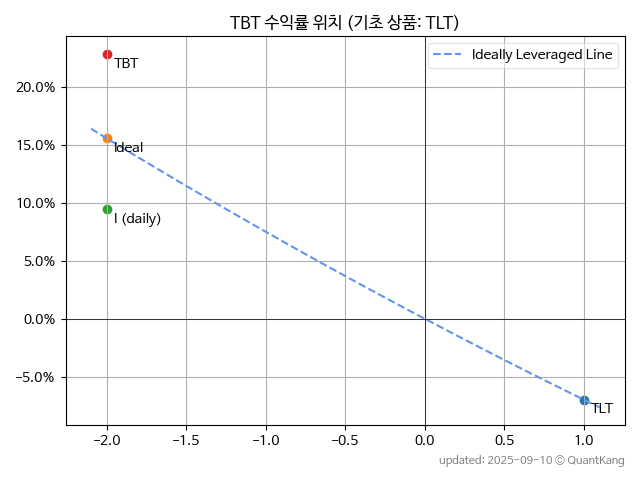 TBT 수익률 위치 (기초 상품: TLT)
Ideally Leveraged Line
TBT
20.0%
15.0%
Ideal
10.0%
I (daily)
5.0%
0.0%
−5.0%
TLT
−2.0 −1.5 −1.0 −0.5 0.0 0.5 1.0
updated: 2025-09-10 © QuantKang